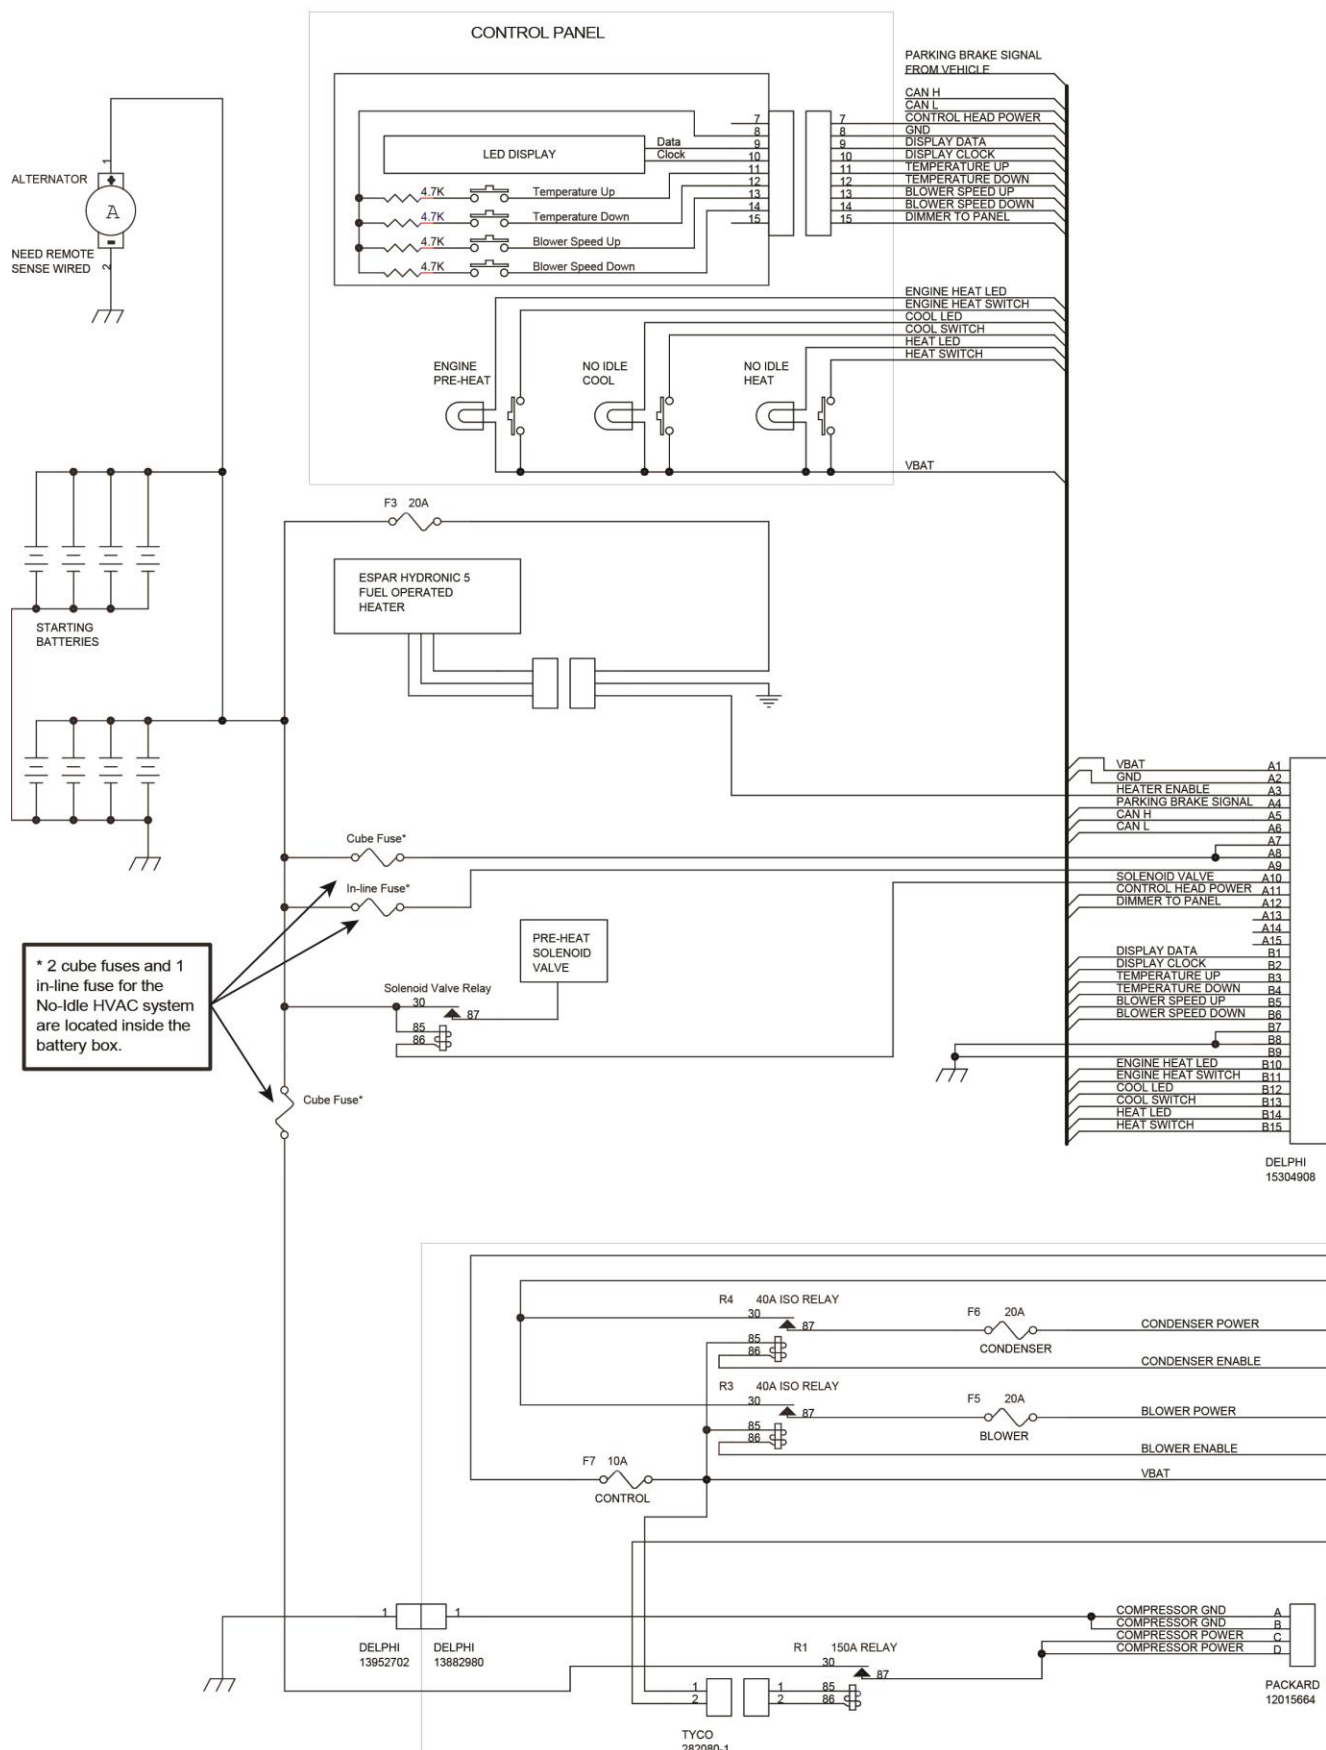 CONTROL PANEL
PARKING BRAKE SIGNAL
FROM VEHICLE
CAN H
CAN L
7 7 CONTROL HEAD POWER
8 8 GND
Data 9 9 DISPLAY DATA
LED DISPLAY
Clock 10 10 DISPLAY CLOCK
11 11 TEMPERATURE UP
12 12 TEMPERATURE DOWN
4.7K Temperature Up 13 13 BLOWER SPEED UP
14 14 BLOWER SPEED DOWN
4.7K Temperature Down 15 15 DIMMER TO PANEL
4.7K Blower Speed Up
4.7K Blower Speed Down
1
ALTERNATOR
A
NEED REMOTE
SENSE WIRED
2
ENGINE HEAT LED
ENGINE HEAT SWITCH
COOL LED
COOL SWITCH
HEAT LED
HEAT SWITCH
ENGINE
PRE-HEAT
NO IDLE
COOL
NO IDLE
HEAT
VBAT
F3 20A
ESPAR HYDRONIC 5
FUEL OPERATED
HEATER
STARTING
BATTERIES
VBAT A1
GND A2
HEATER ENABLE A3
PARKING BRAKE SIGNAL A4
CAN H A5
CAN L A6
A7
A8
A9
SOLENOID VALVE A10
CONTROL HEAD POWER A11
DIMMER TO PANEL A12
A13
A14
A15
DISPLAY DATA B1
DISPLAY CLOCK B2
TEMPERATURE UP B3
TEMPERATURE DOWN B4
BLOWER SPEED UP B5
BLOWER SPEED DOWN B6
B7
B8
B9
ENGINE HEAT LED B10
ENGINE HEAT SWITCH B11
COOL LED B12
COOL SWITCH B13
HEAT LED B14
HEAT SWITCH B15
DELPHI
15304908
Cube Fuse*
In-line Fuse*
PRE-HEAT
SOLENOID
VALVE
* 2 cube fuses and 1
in-line fuse for the
No-Idle HVAC system
are located inside the
battery box.
Solenoid Valve Relay
30
87
85
86
Cube Fuse*
R4 40A ISO RELAY
30
87
85
86
F6 20A
CONDENSER
CONDENSER POWER
CONDENSER ENABLE
R3 40A ISO RELAY
30
87
85
86
F5 20A
BLOWER
BLOWER POWER
BLOWER ENABLE
F7 10A
CONTROL
VBAT
1 1
DELPHI
13952702
DELPHI
13882980
COMPRESSOR GND A
COMPRESSOR GND B
COMPRESSOR POWER C
COMPRESSOR POWER D
R1 150A RELAY
30
87
1 1 85
2 2 86
PACKARD
12015664
TYCO
282080-1